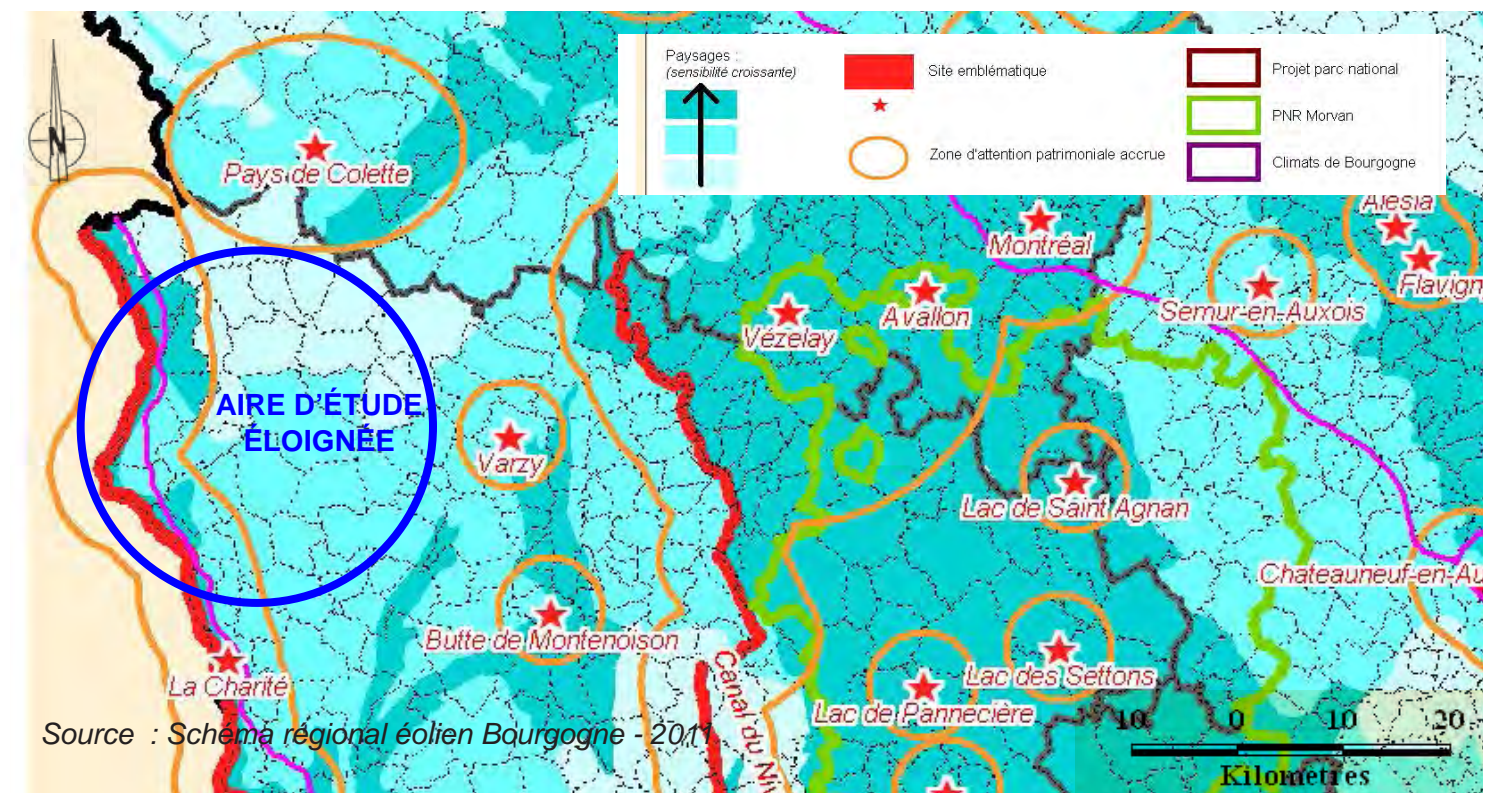 Paysages :
(sensibilité croissante)
Site emblématique
Zone d'attention patrimoniale accrue
Projet parc national
PNR Morvan
Climats de Bourgogne
N
Pays de Colette
Alésia
Montréal
Flavign
Semur-en-Auxois
Avallon
Vézelay
AIRE D'ÉTUDE
ÉLOIGNÉE
Varzy
Lac de Saint Agnan
Chateauneuf-en-Au
Butte de Montenoison
La Charité
Lac des Settons
Canal du Ni
Lac de Pannecière
Source : Schéma régional éolien Bourgogne - 2011
10 0 10 20
Kilomètres